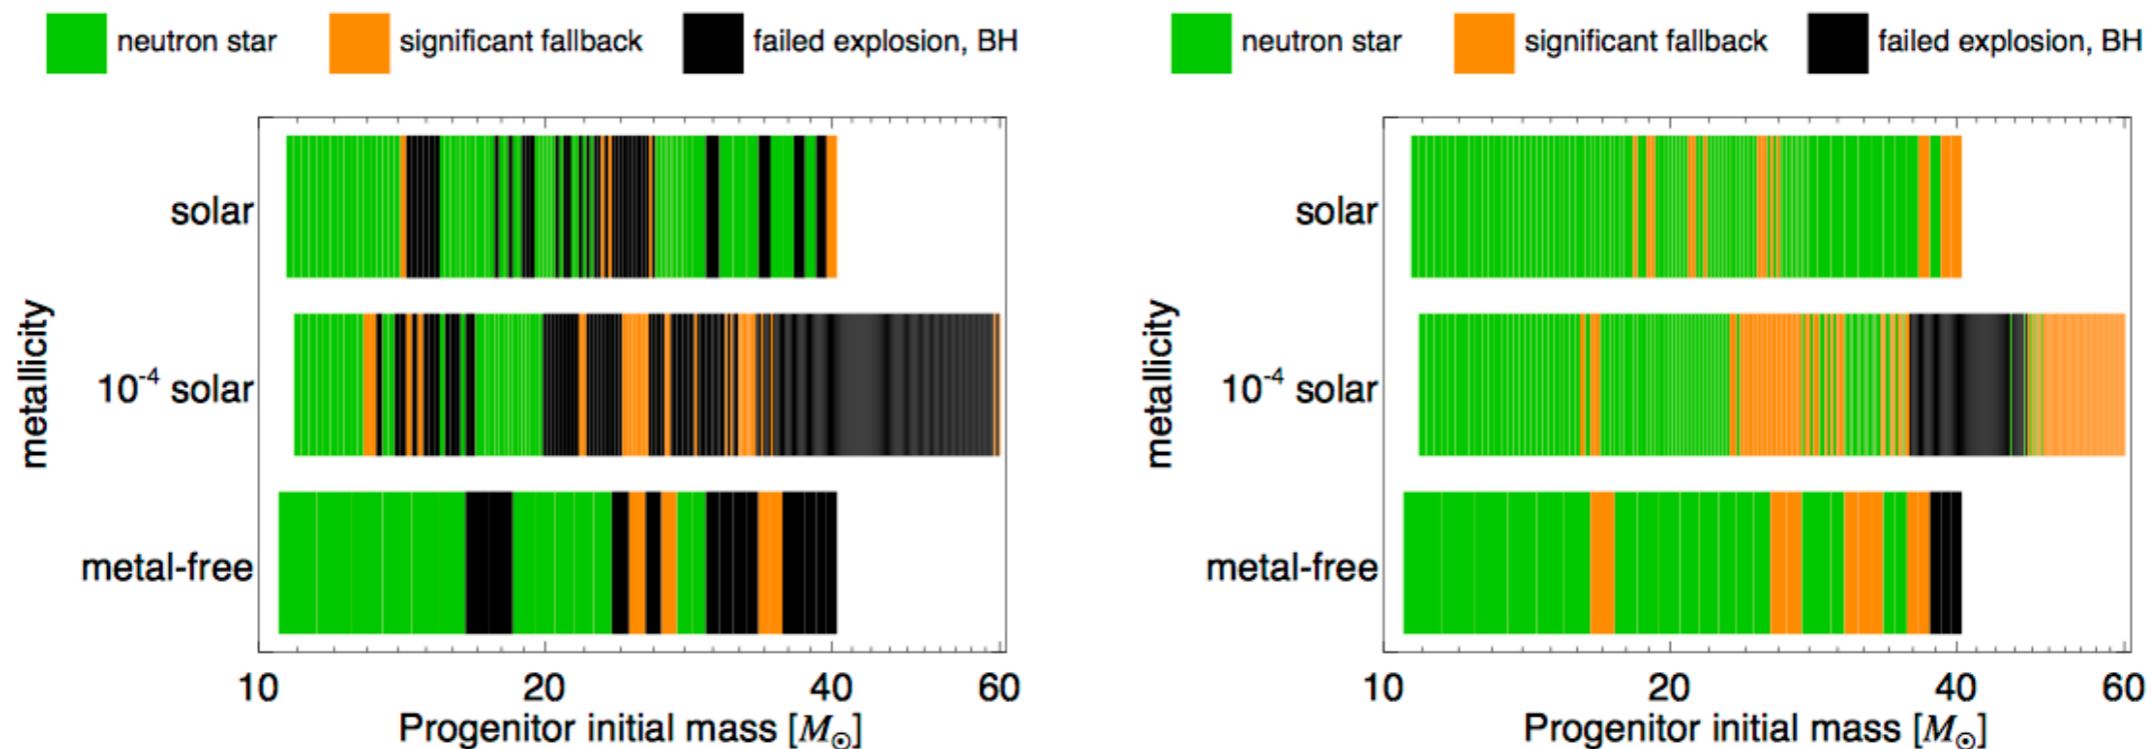 neutron star significant fallback failed explosion, BH
solar
10⁻⁴ solar
metal-free
metallicity
10 20 40 60
Progenitor initial mass [M☉]
neutron star significant fallback failed explosion, BH
solar
10⁻⁴ solar
metal-free
metallicity
10 20 40 60
Progenitor initial mass [M☉]